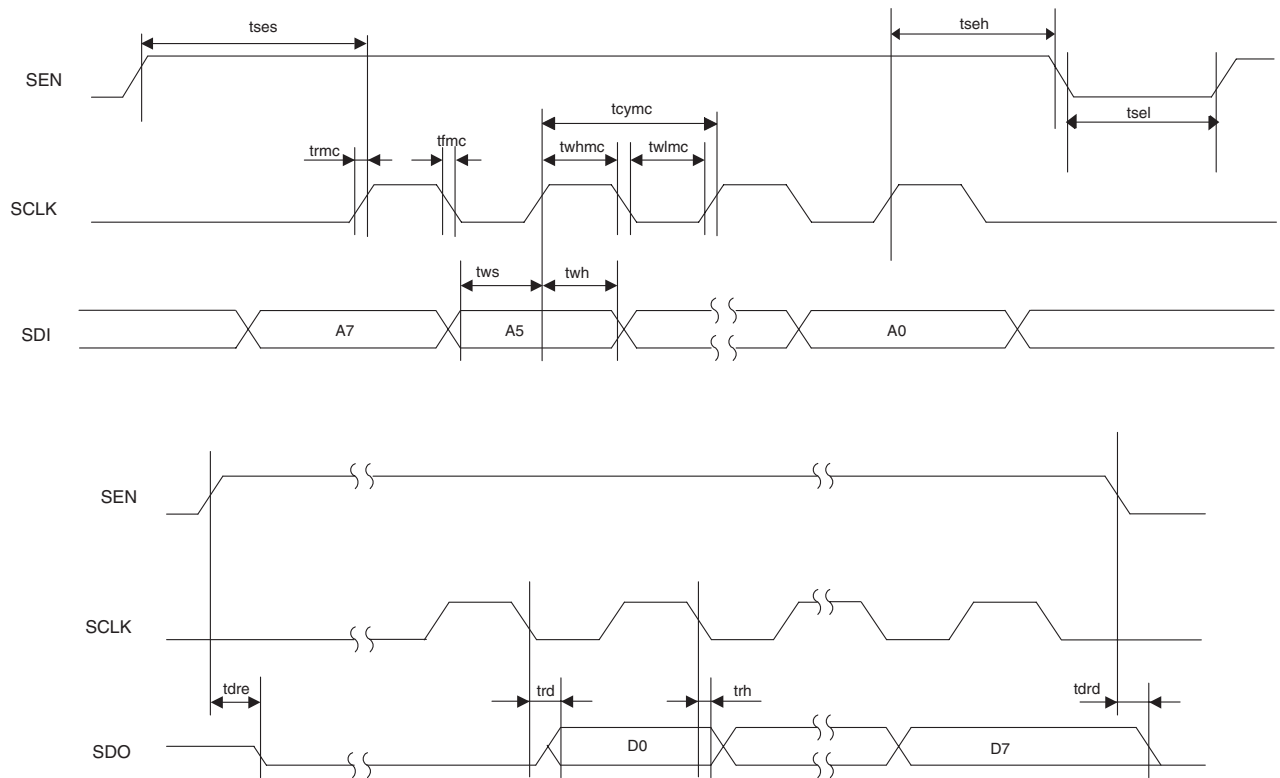 tses
tseh
SEN
tsel
tcymc
trmc
tfmc
twhmc
twlmc
SCLK
tws
twh
SDI
A7
A5
A0
SEN
SCLK
tdre
trd
trh
tdrd
SDO
D0
D7